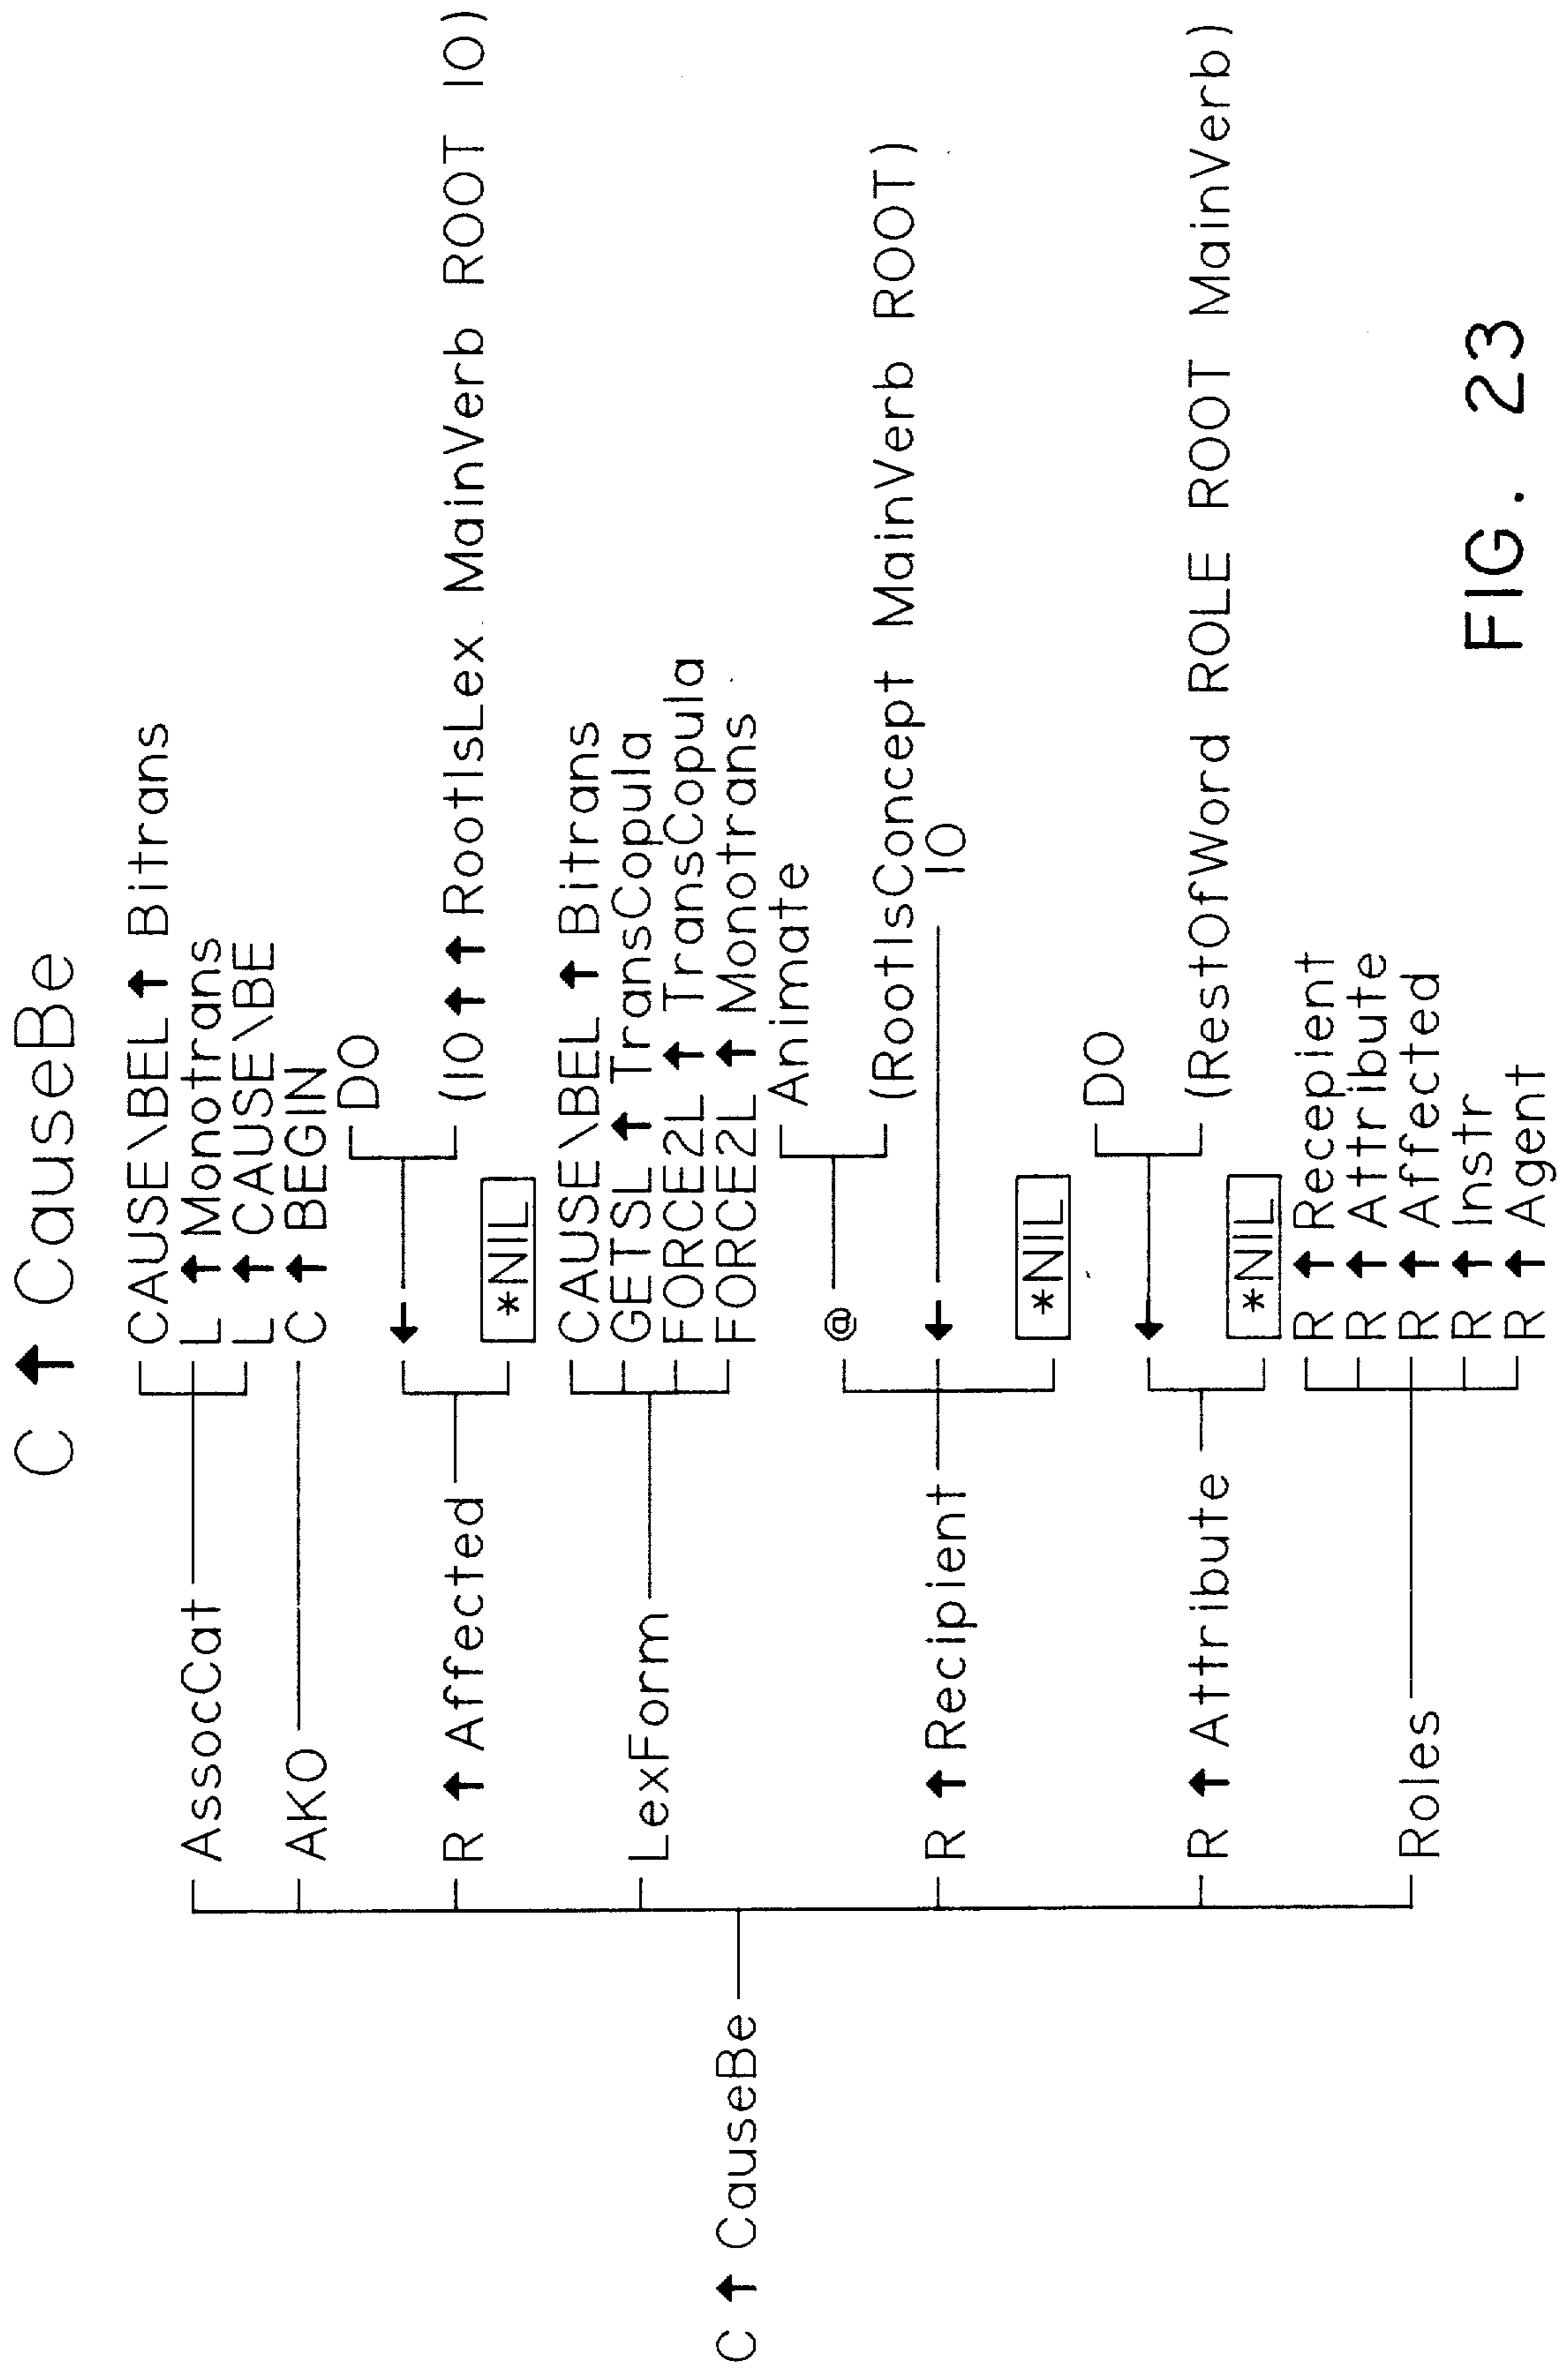 C ↑ CauseBe
CAUSE\BEL ↑ Bitrans
AssocCat
L ↑ Monotrans
L ↑ CAUSE\BE
AKO
C ↑ BEGIN
DO
←
R ↑ Affected
(IO ↑ ↑ RootIsLex MainVerb ROOT IO)
*NIL
CAUSE\BEL ↑ Bitrans
GETSL ↑ TransCopula
LexForm
FORCE2L ↑ TransCopula
FORCE2L ↑ Monotrans
C ↑ CauseBe
Animate
@
(RootIsConcept MainVerb ROOT)
R ↑ Recipient
← IO
*NIL
DO
←
R ↑ Attribute
(RestOfWord ROLE ROOT MainVerb)
*NIL
R ↑ Recepient
R ↑ Attribute
Roles
R ↑ Affected
R ↑ Instr
R ↑ Agent
FIG. 23